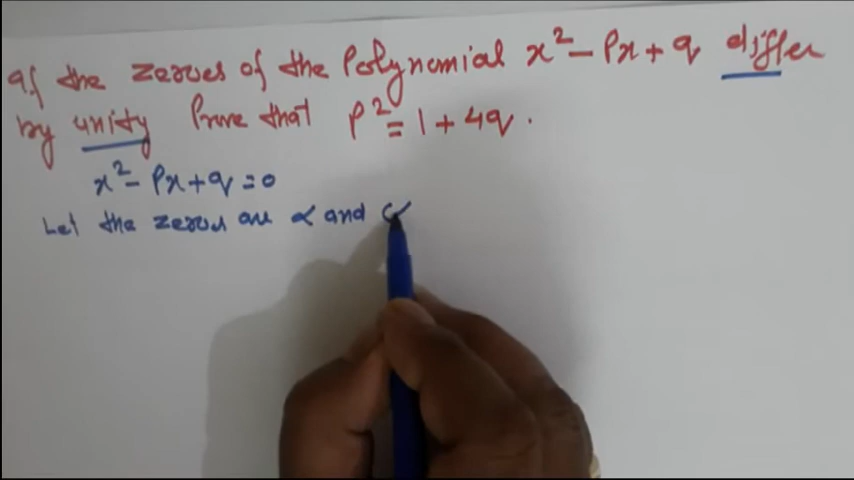 If the zeroes of the Polynomial x² - Px + q differ
by unity Prove that P² = 1 + 4q .
x² - Px + q = 0
Let the zeroes are α and α